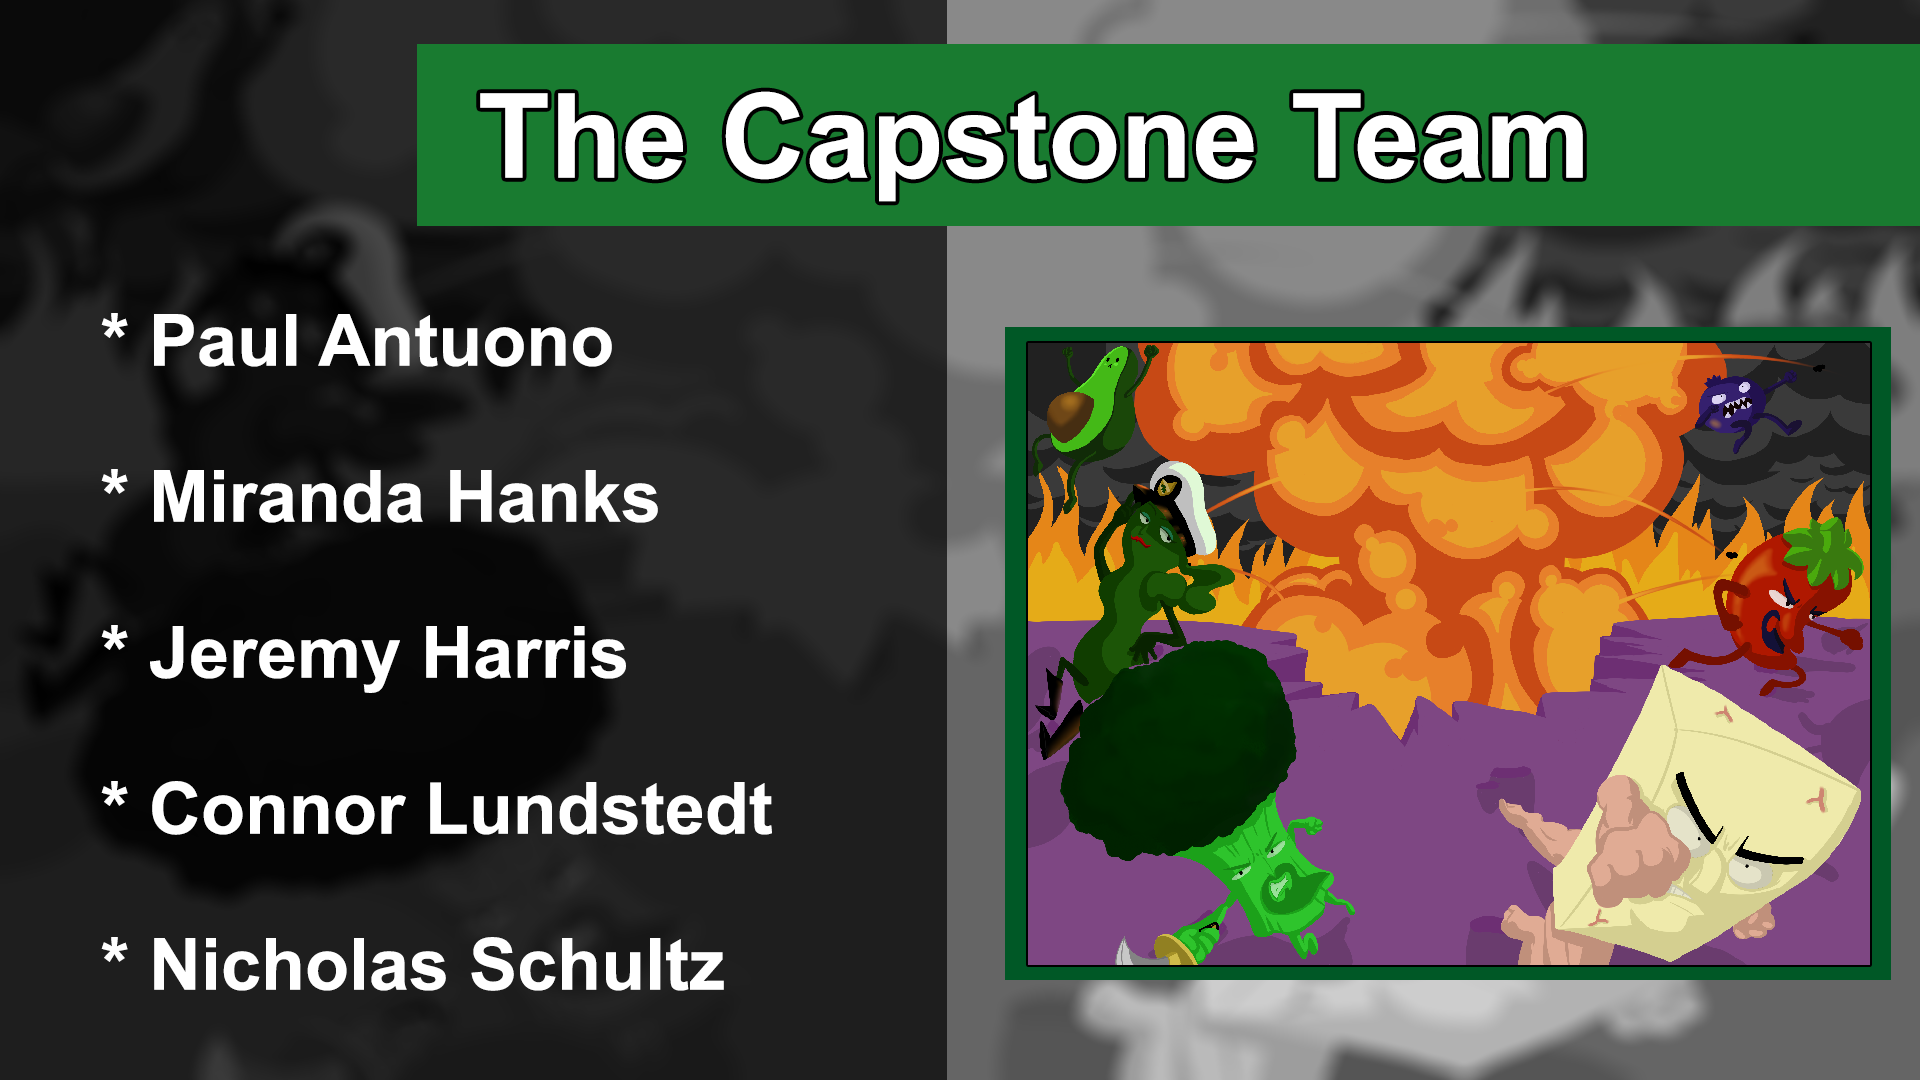 The Capstone Team
* Paul Antuono
* Miranda Hanks
* Jeremy Harris
* Connor Lundstedt
* Nicholas Schultz